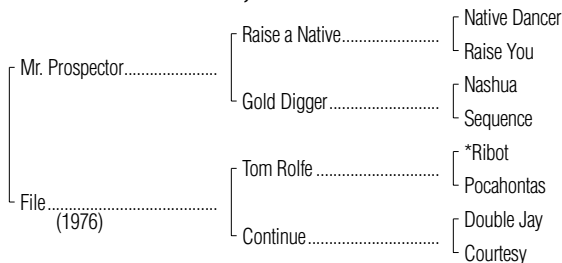 Native Dancer
Raise a Native
Raise You
Mr. Prospector
Nashua
Gold Digger
Sequence
*Ribot
Tom Rolfe
Pocahontas
File
(1976)
Double Jay
Continue
Courtesy